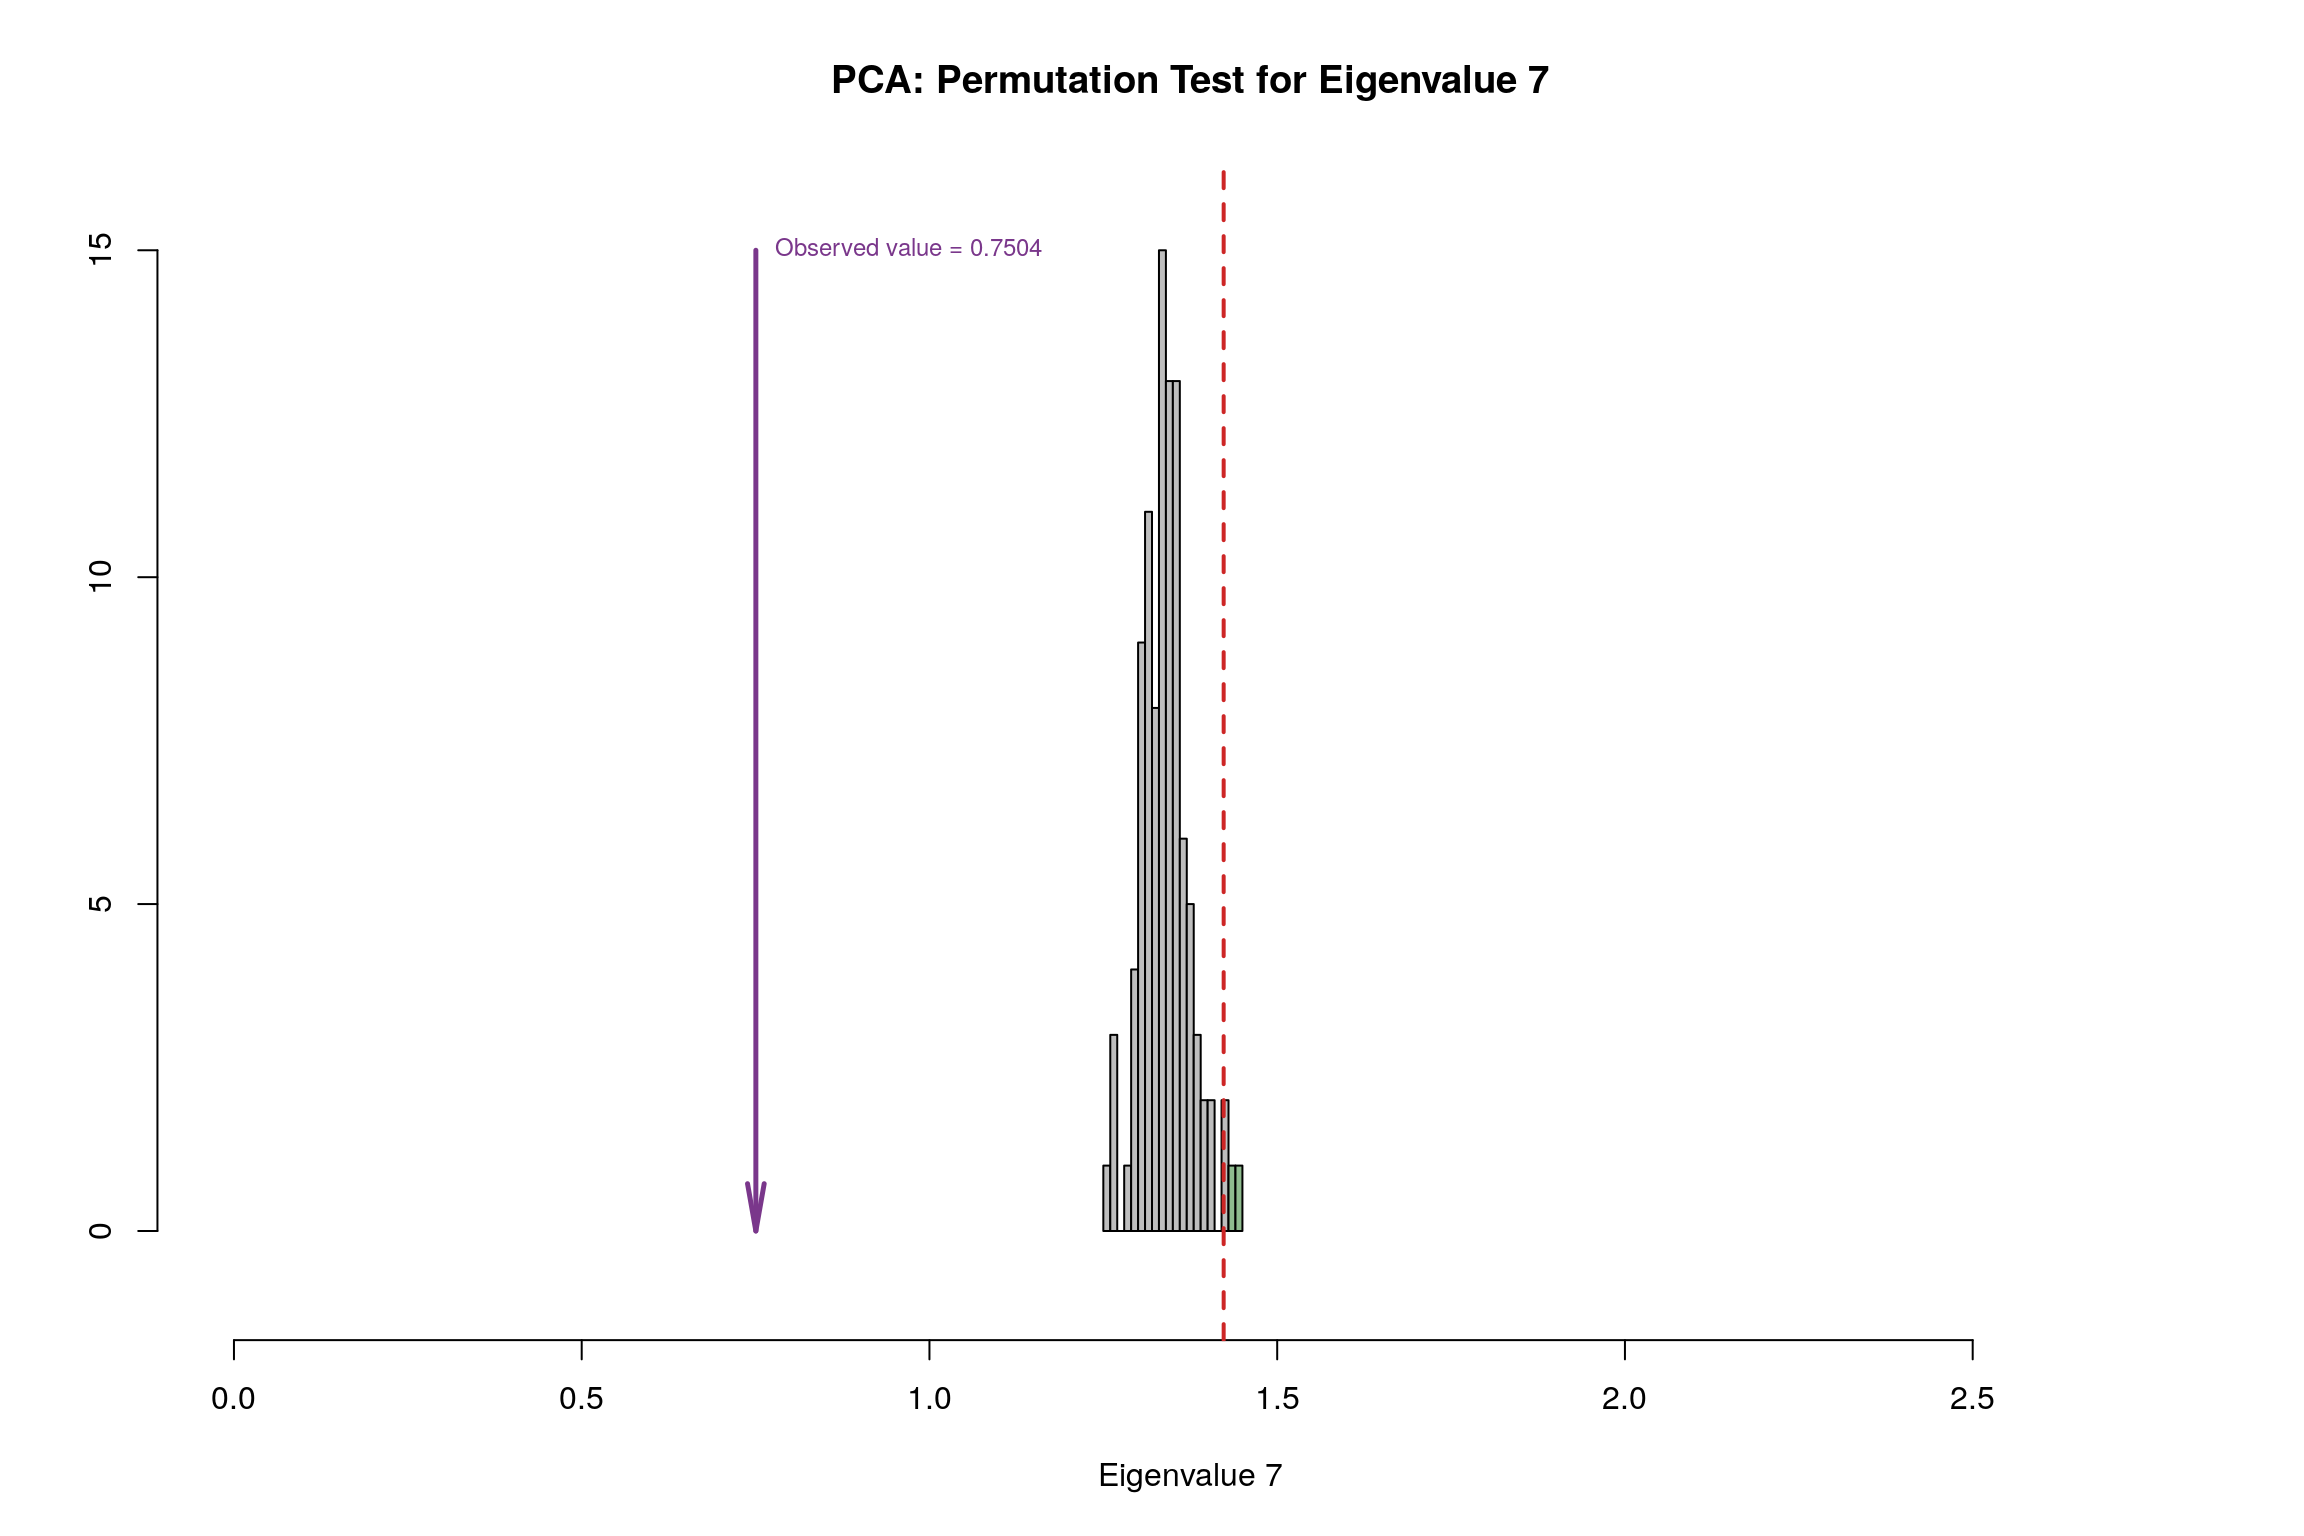 PCA: Permutation Test for Eigenvalue 7
Observed value = 0.7504
15
10
5
0
0.0 0.5 1.0 1.5 2.0 2.5
Eigenvalue 7